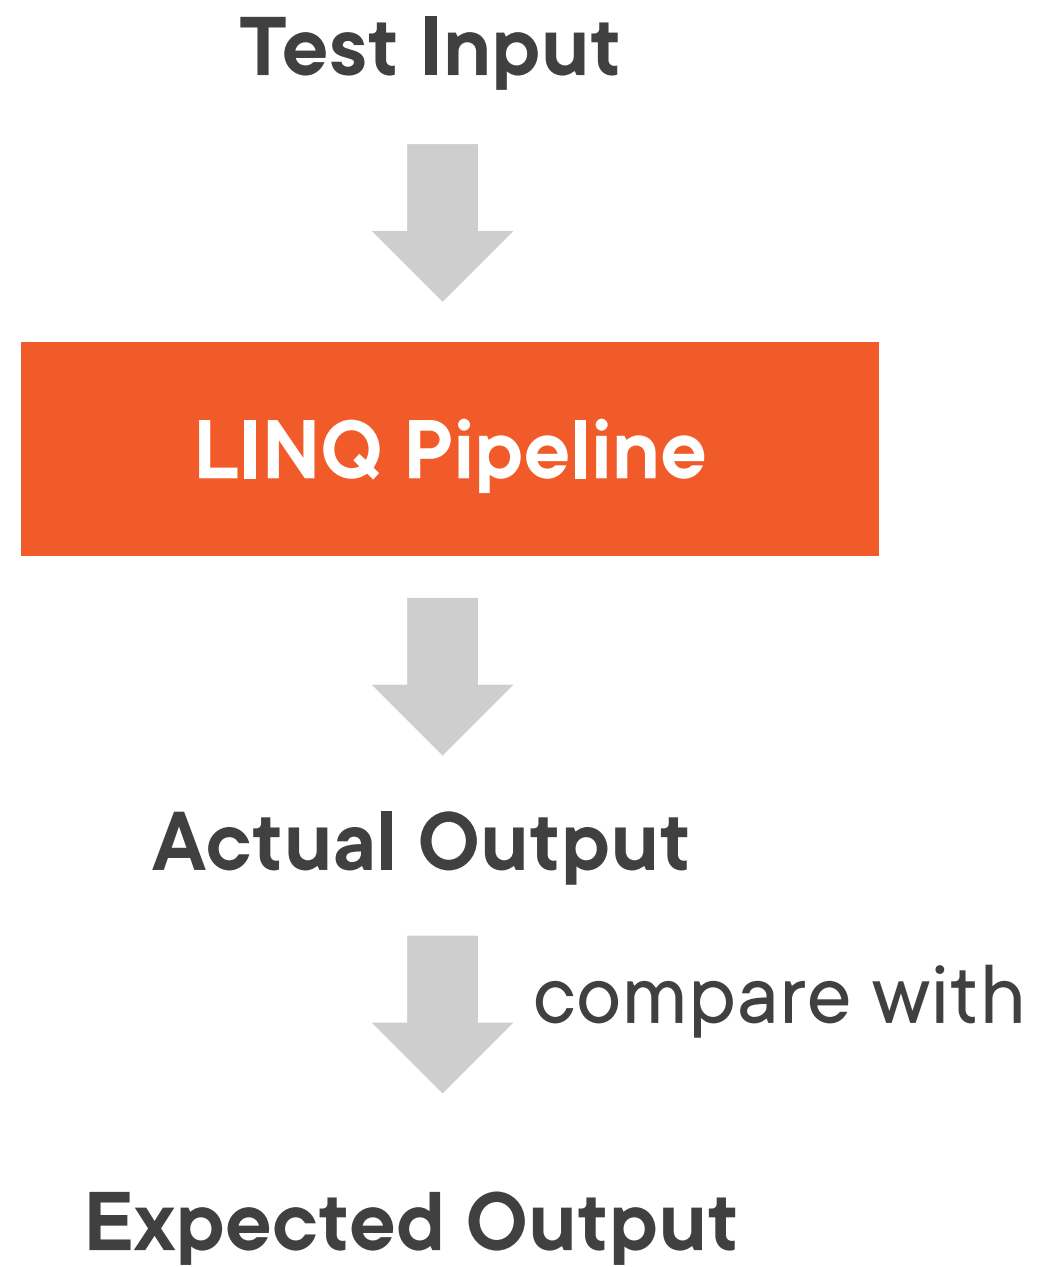 Test Input
LINQ Pipeline
Actual Output
compare with
Expected Output